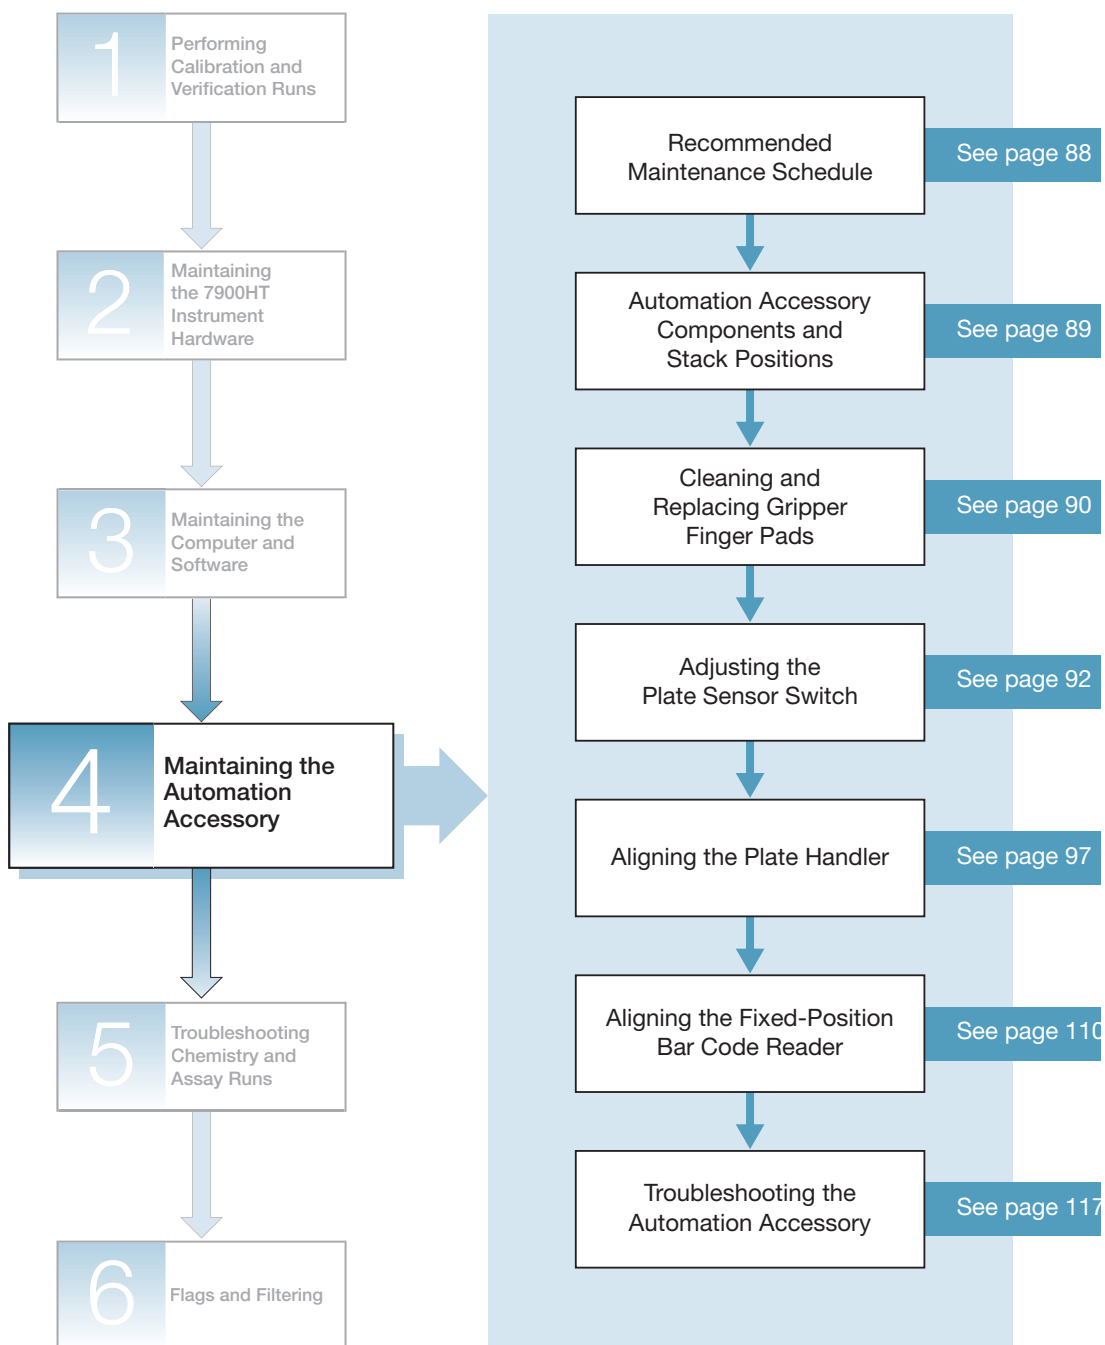 1
Performing
Calibration and
Verification Runs
2
Maintaining
the 7900HT
Instrument
Hardware
3
Maintaining the
Computer and
Software
4
Maintaining the
Automation
Accessory
5
Troubleshooting
Chemistry and
Assay Runs
6
Flags and Filtering
Recommended
Maintenance Schedule
See page 88
Automation Accessory
Components and
Stack Positions
See page 89
Cleaning and
Replacing Gripper
Finger Pads
See page 90
Adjusting the
Plate Sensor Switch
See page 92
Aligning the Plate Handler
See page 97
Aligning the Fixed-Position
Bar Code Reader
See page 110
Troubleshooting the
Automation Accessory
See page 117